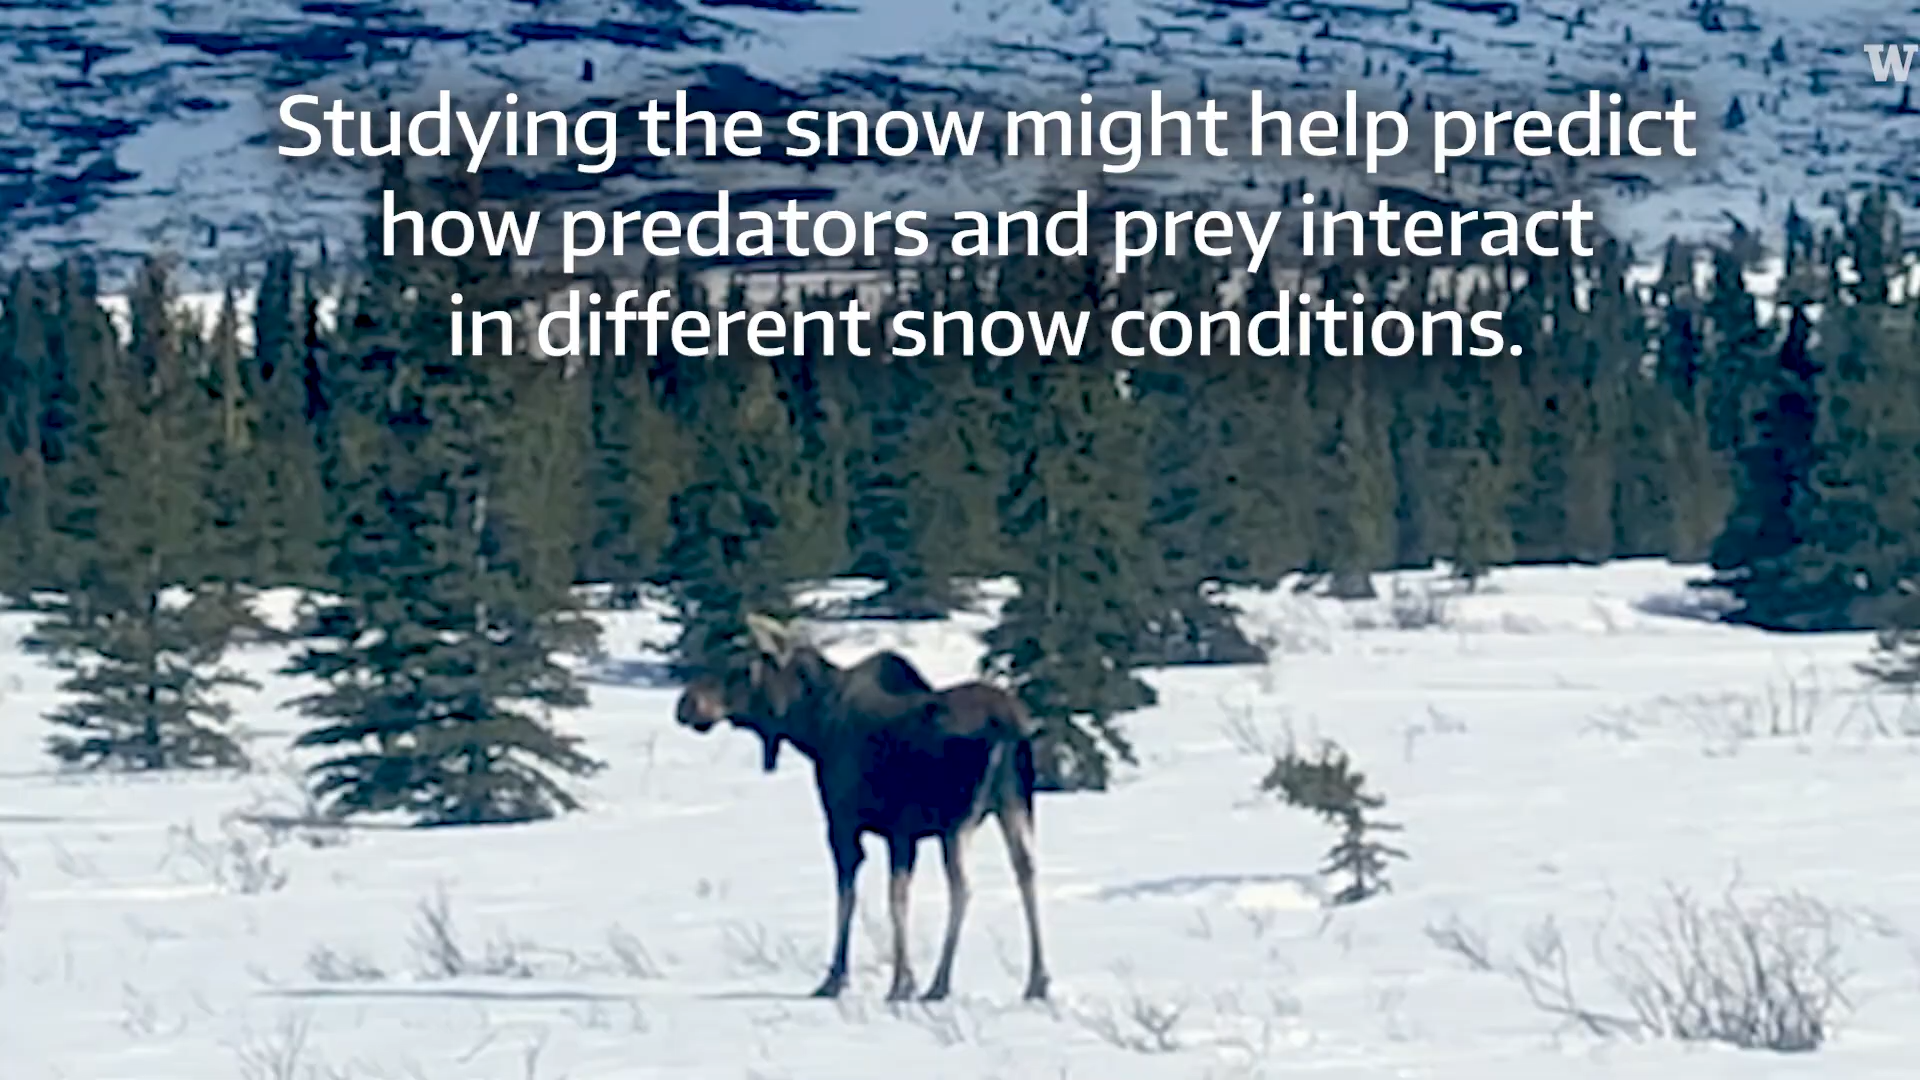 W
Studying the snow might help predict
how predators and prey interact
in different snow conditions.